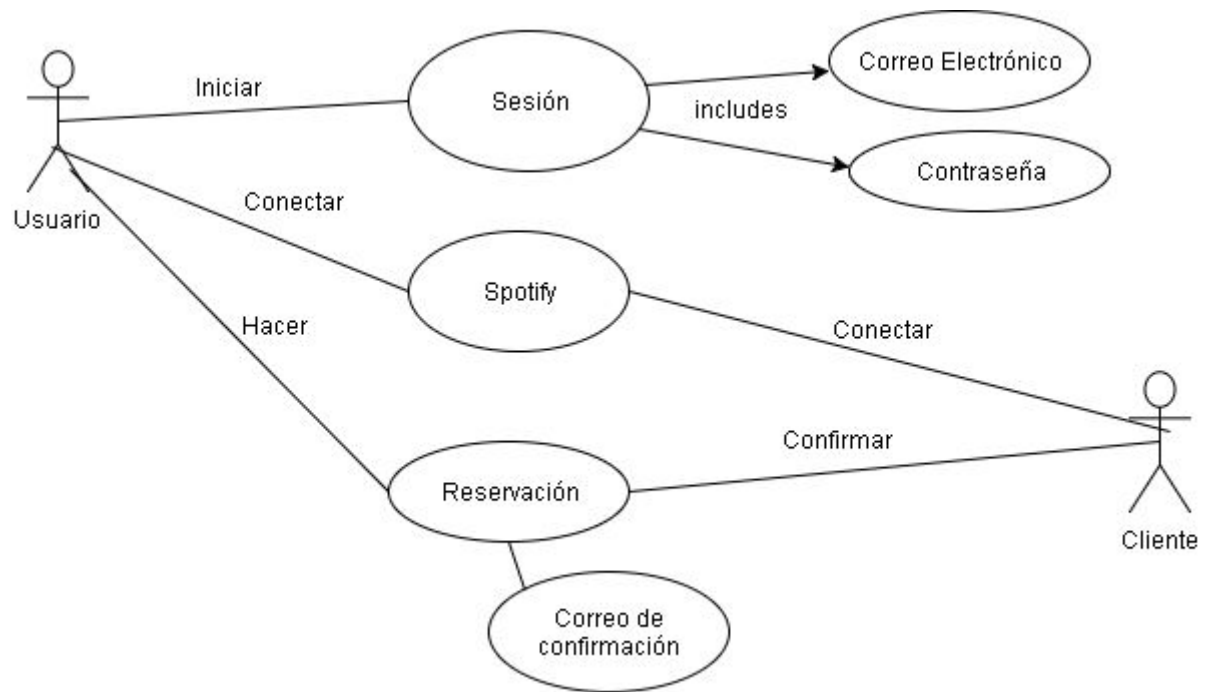 Iniciar
Sesión
Correo Electrónico
includes
Contraseña
Usuario
Conectar
Spotify
Hacer
Conectar
Confirmar
Reservación
Cliente
Correo de
confirmación